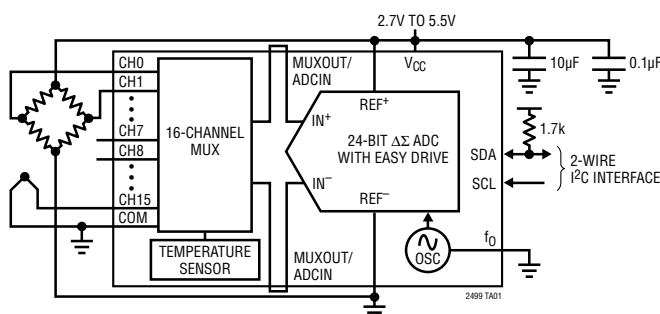 2.7V TO 5.5V
CH0
CH1
CH7
CH8
CH15
COM
16-CHANNEL
MUX
TEMPERATURE
SENSOR
MUXOUT/
ADCIN
MUXOUT/
ADCIN
VCC
REF+
IN+
24-BIT ΔΣ ADC
WITH EASY DRIVE
IN–
REF–
OSC
fO
SDA
SCL
10µF
0.1µF
1.7k
2-WIRE
I2C INTERFACE
2499 TA01